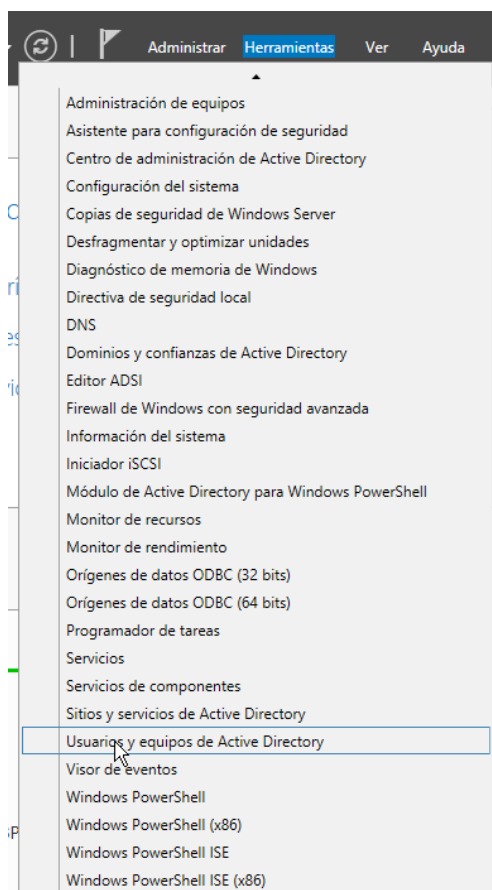 Administrar Herramientas Ver Ayuda
Administración de equipos
Asistente para configuración de seguridad
Centro de administración de Active Directory
Configuración del sistema
Copias de seguridad de Windows Server
Desfragmentar y optimizar unidades
Diagnóstico de memoria de Windows
Directiva de seguridad local
DNS
Dominios y confianzas de Active Directory
Editor ADSI
Firewall de Windows con seguridad avanzada
Información del sistema
Iniciador iSCSI
Módulo de Active Directory para Windows PowerShell
Monitor de recursos
Monitor de rendimiento
Orígenes de datos ODBC (32 bits)
Orígenes de datos ODBC (64 bits)
Programador de tareas
Servicios
Servicios de componentes
Sitios y servicios de Active Directory
Usuarios y equipos de Active Directory
Visor de eventos
Windows PowerShell
Windows PowerShell (x86)
Windows PowerShell ISE
Windows PowerShell ISE (x86)